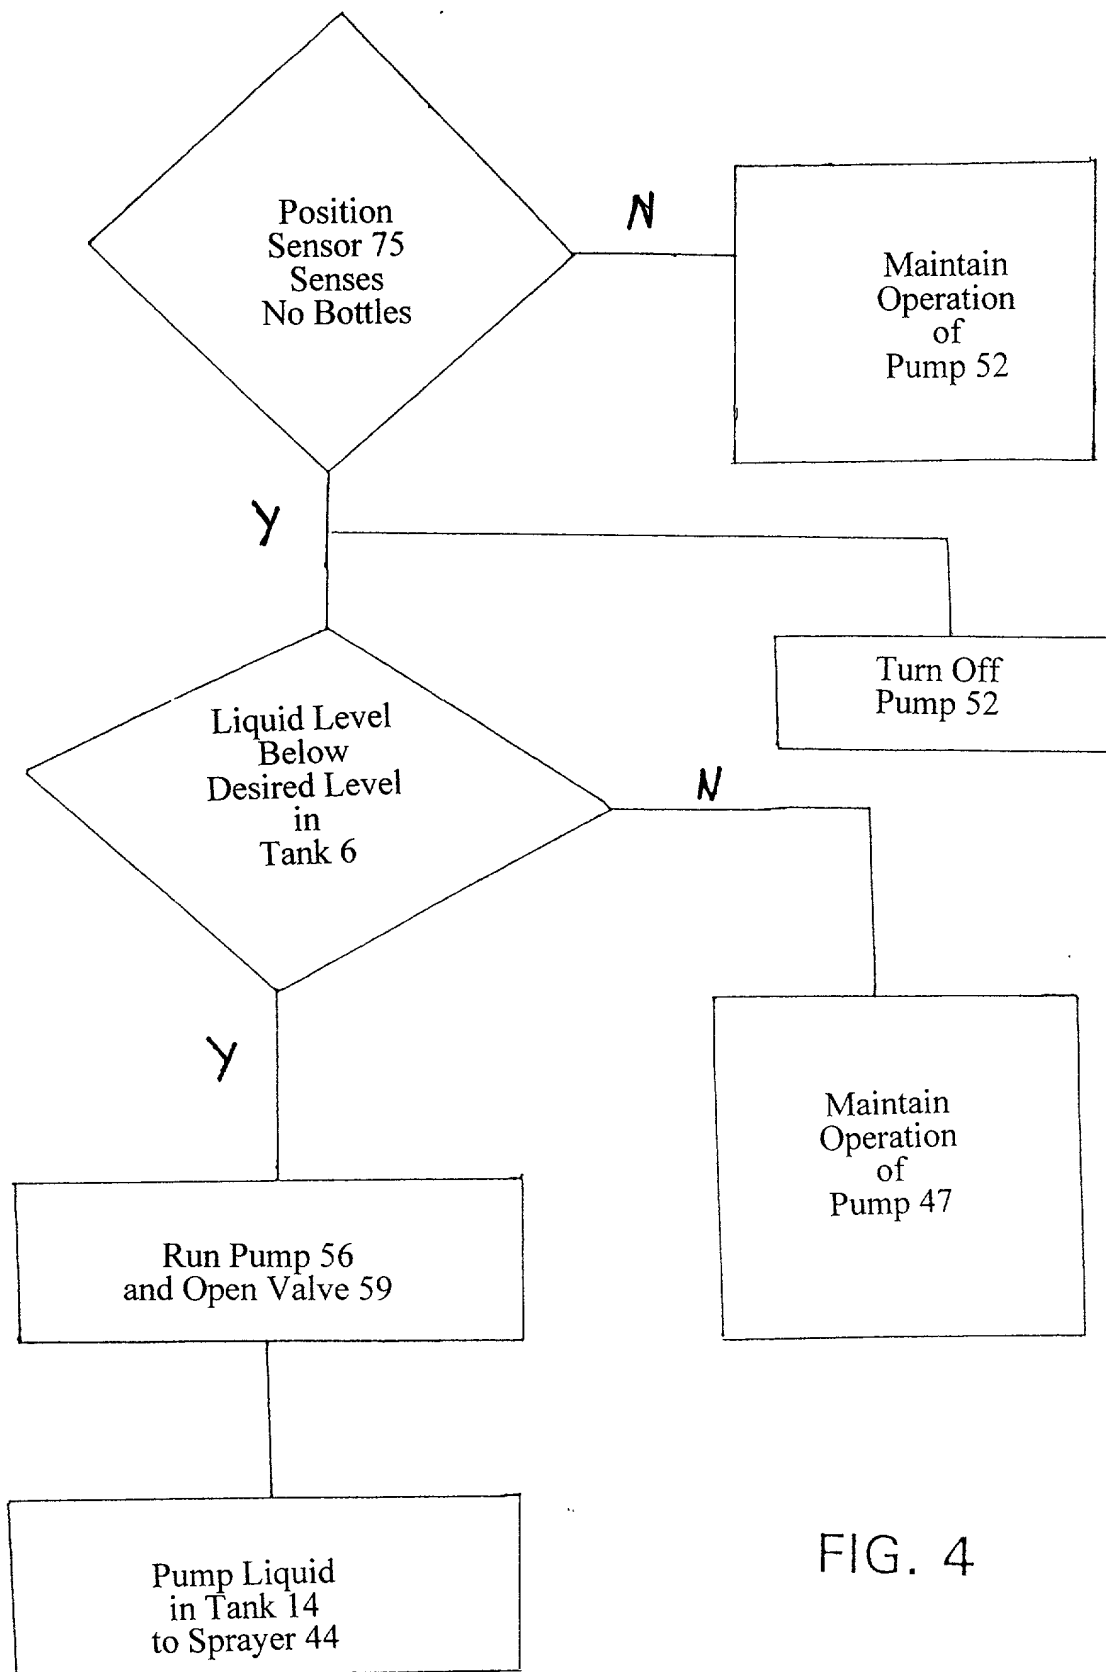 Position
Sensor 75
Senses
No Bottles
N
Maintain
Operation
of
Pump 52
Y
Turn Off
Pump 52
Liquid Level
Below
Desired Level
in
Tank 6
N
Maintain
Operation
of
Pump 47
Y
Run Pump 56
and Open Valve 59
Pump Liquid
in Tank 14
to Sprayer 44
FIG. 4